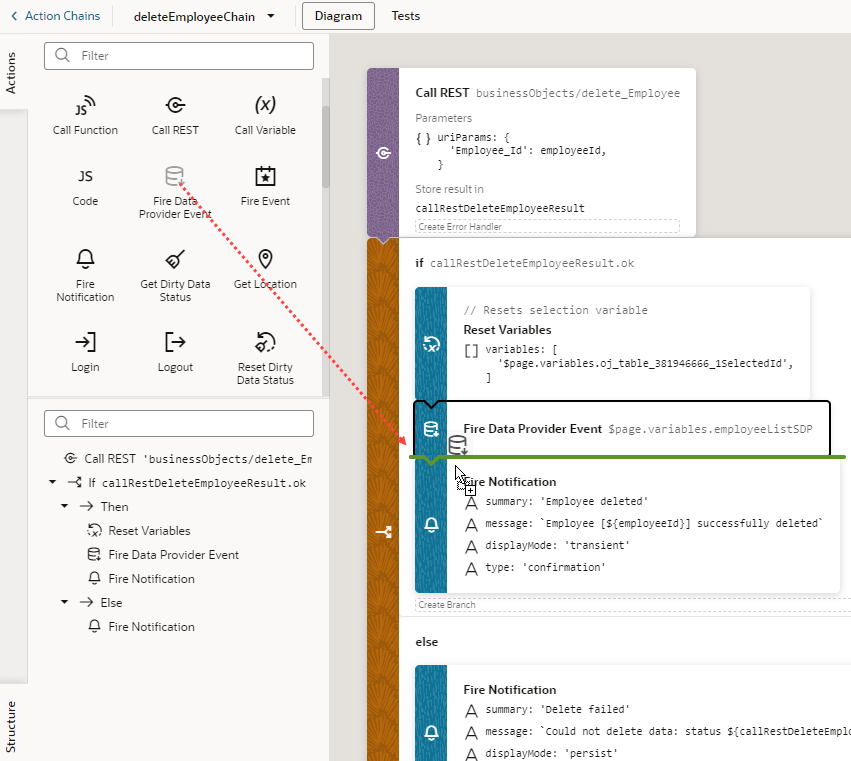 Action Chains
deleteEmployeeChain
Diagram
Tests
Actions
Filter
JS
Call Function
Call REST
(x)
Call Variable
JS
Code
Fire Data
Provider Event
Fire Event
Fire
Notification
Get Dirty Data
Status
Get Location
Login
Logout
Reset Dirty
Data Status
Filter
Call REST 'businessObjects/delete_Em
If callRestDeleteEmployeeResult.ok
Then
Reset Variables
Fire Data Provider Event
Fire Notification
Else
Fire Notification
Structure
Call REST businessObjects/delete_Employee
Parameters
{ } uriParams: {
'Employee_Id': employeeId,
}
Store result in
callRestDeleteEmployeeResult
Create Error Handler
if callRestDeleteEmployeeResult.ok
// Resets selection variable
Reset Variables
[ ] variables: [
'$page.variables.oj_table_381946666_1SelectedId',
]
Fire Data Provider Event $page.variables.employeeListSDP
Fire Notification
A summary: 'Employee deleted'
A message: `Employee [${employeeId}] successfully deleted`
A displayMode: 'transient'
A type: 'confirmation'
Create Branch
else
Fire Notification
A summary: 'Delete failed'
A message: `Could not delete data: status ${callRestDeleteEmplo
A displayMode: 'persist'